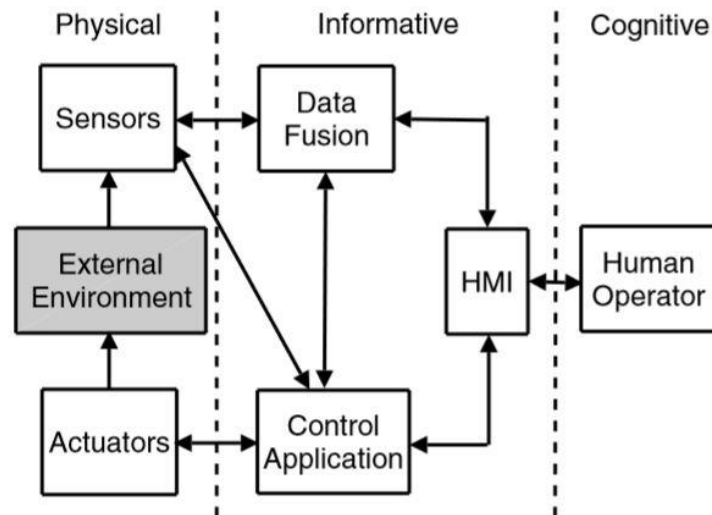 Physical
Informative
Cognitive
Sensors
Data
Fusion
External
Environment
HMI
Human
Operator
Actuators
Control
Application